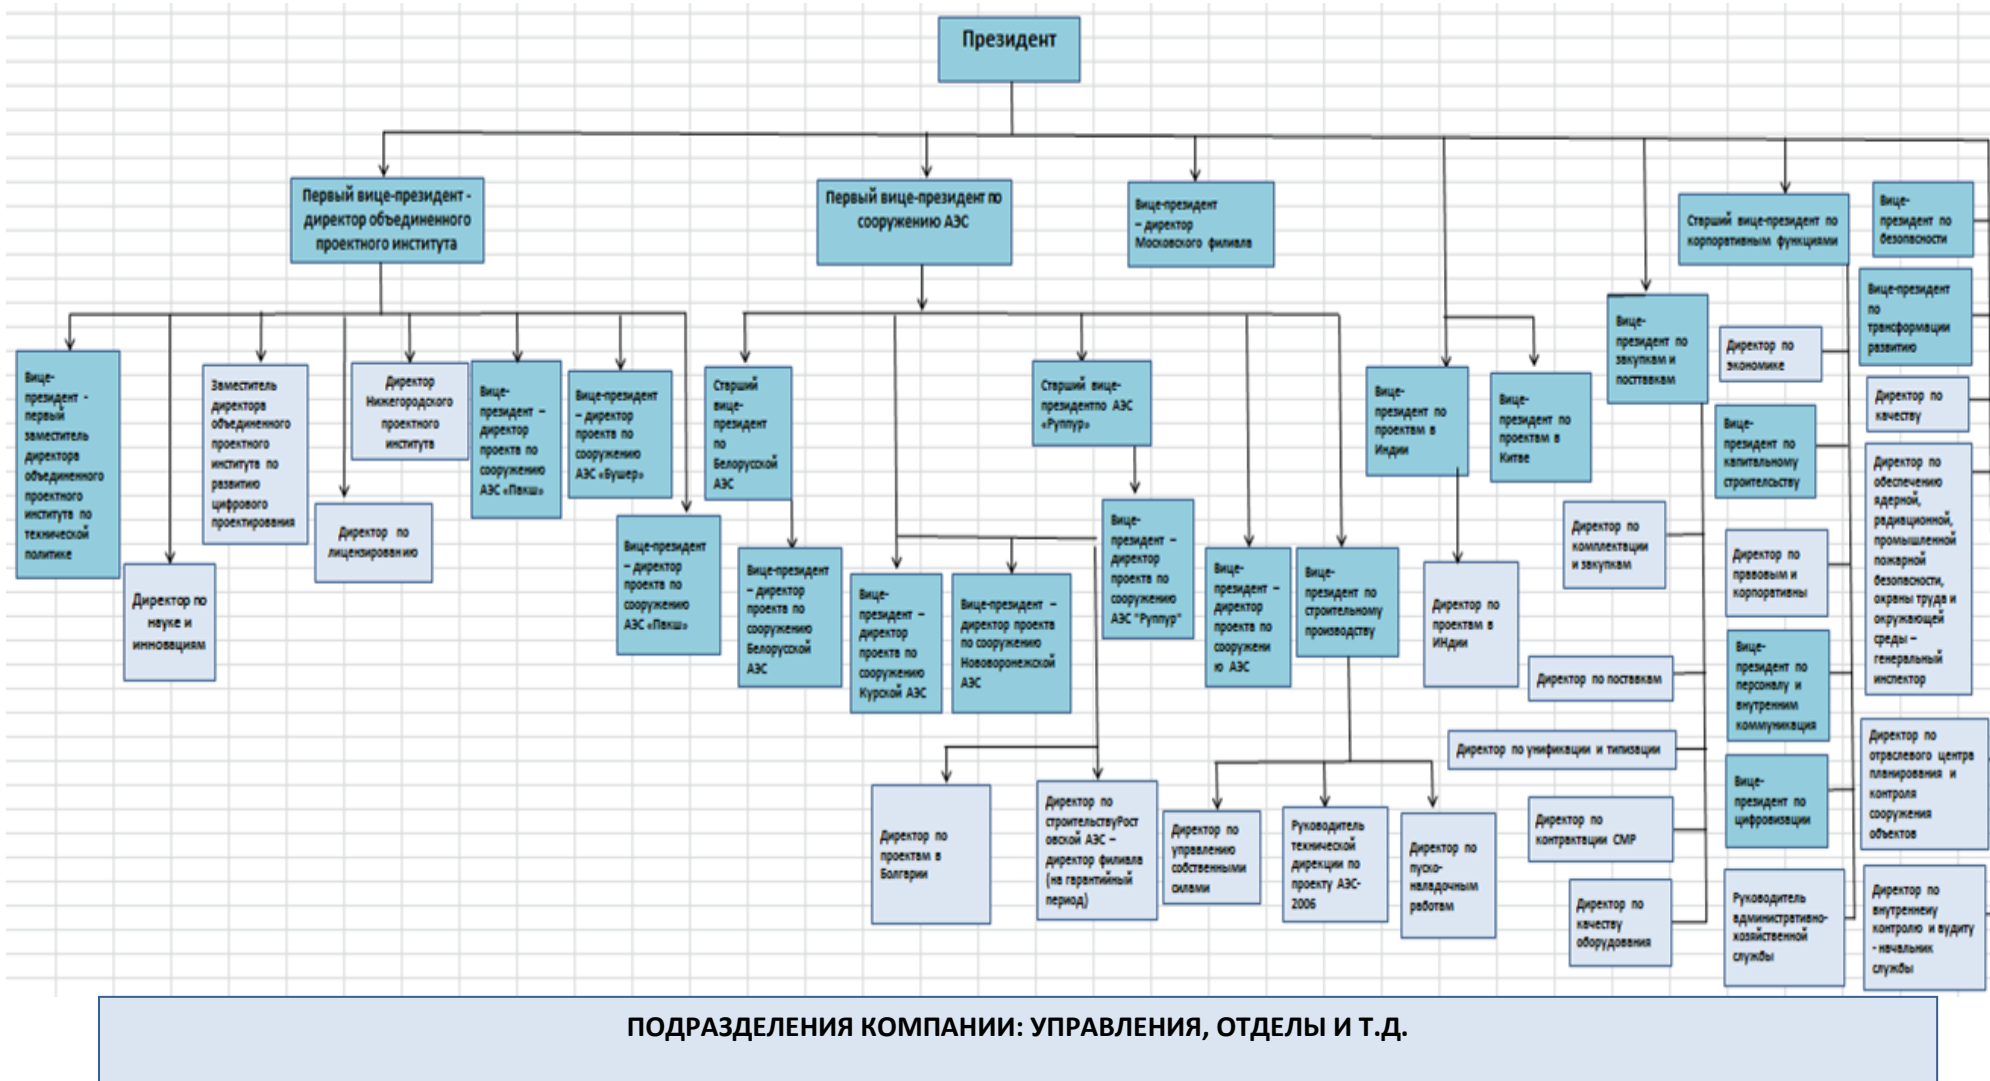 Президент
Первый вице-президент -
директор объединенного
проектного института
Первый вице-президент по
сооружению АЭС
Вице-президент
– директор
Московского филиала
Старший вице-президент по
корпоративным функциями
Вице-
президент по
безопасности
Вице-президент
по
трансформации
развитию
Вице-
президент -
первый
заместитель
директора
объединенного
проектного
института по
технической
политике
Директор по
науке и
инновациям
Заместитель
директора
объединенного
проектного
института по
развитию
цифрового
проектирования
Директор по
лицензированию
Директор
Нижегородского
проектного
института
Вице-
президент –
директор
проекта по
сооружению
АЭС «Пакш»
Вице-президент
– директор
проекта по
сооружению
АЭС «Бушер»
Вице-президент
– директор
проекта по
сооружению
АЭС «Пакш»
Старший
вице-
президент
по
Белорусской
АЭС
Вице-президент
– директор
проекта по
сооружению
Белорусской
АЭС
Вице-
президент –
директор
проекта по
сооружению
Курской АЭС
Вице-президент –
директор проекта
по сооружению
Нововоронежской
АЭС
Старший вице-
президентпо АЭС
«Руппур»
Вице-
президент –
директор
проекта по
сооружению
АЭС "Руппур"
Вице-
президент –
директор
проекта по
сооружени
ю АЭС
Вице-
президент по
строительному
производству
Вице-
президент по
проектам в
Индии
Вице-
президент по
проектам в
Китае
Директор по
проектам в
ИНдии
Вице-
президент по
закупкам и
посттавкам
Директор по
комплектации
и закупкам
Директор по поставкам
Директор по унификации и типизации
Директор по
контрактации СМР
Директор по
качеству
оборудования
Директор по
экономике
Вице-
президент по
капитальному
строителсьству
Директор по
правовым и
корпоративны
Вице-
президент по
персоналу и
внутренним
коммуникация
Вице-
президент по
цифровизации
Руководитель
административно-
хозяйственной
службы
Директор по
качеству
Директор по
обеспечению
ядерной,
радиационной,
промышленной
пожарной
безопасности,
охраны труда и
окружающей
среды –
генеральный
инспектор
Директор по
отраслевого центра
планирования и
контроля
сооружения
объектов
Директор по
внутреннеиу
контролю и аудиту
- начальник
службы
Директор по
проектам в
Болгарии
Директор по
строительствуРост
овской АЭС –
директор филиала
(на гарантийный
период)
Директор по
управлению
собственными
силами
Руководитель
технической
дирекции по
проекту АЭС-
2006
Директор по
пуско-
наладочным
работам
ПОДРАЗДЕЛЕНИЯ КОМПАНИИ: УПРАВЛЕНИЯ, ОТДЕЛЫ И Т.Д.